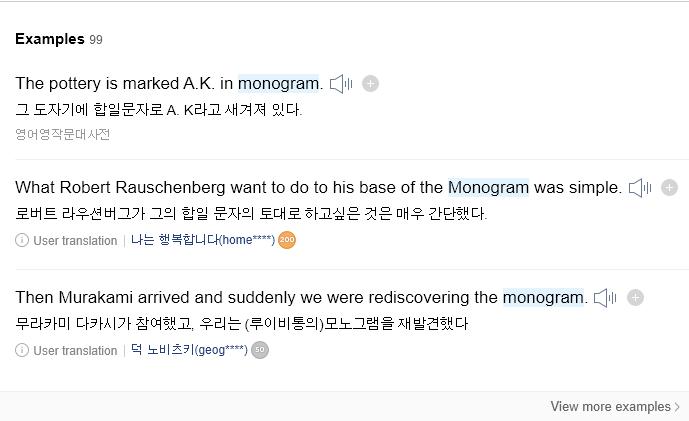 Examples 99
The pottery is marked A.K. in monogram.
그 도자기에 합일문자로 A. K라고 새겨져 있다.
영어영작문대사전
What Robert Rauschenberg want to do to his base of the Monogram was simple.
로버트 라우션버그가 그의 합일 문자의 토대로 하고싶은 것은 매우 간단했다.
User translation | 나는 행복합니다(home****) 200
Then Murakami arrived and suddenly we were rediscovering the monogram.
무라카미 다카시가 참여했고, 우리는 (루이비통의)모노그램을 재발견했다
User translation | 덕 노비츠키(geog****) 50
View more examples